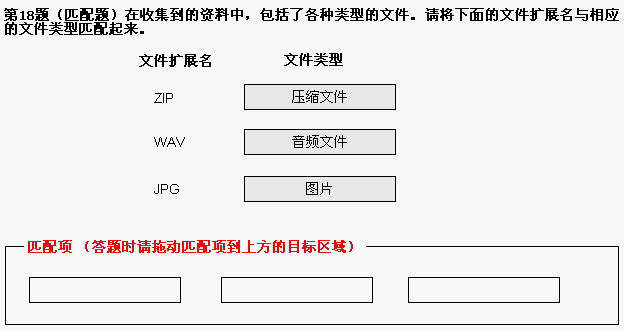 第18题（匹配题）在收集到的资料中，包括了各种类型的文件。请将下面的文件扩展名与相应
的文件类型匹配起来。
文件扩展名 文件类型
ZIP 压缩文件
WAV 音频文件
JPG 图片
匹配项 （答题时请拖动匹配项到上方的目标区域）